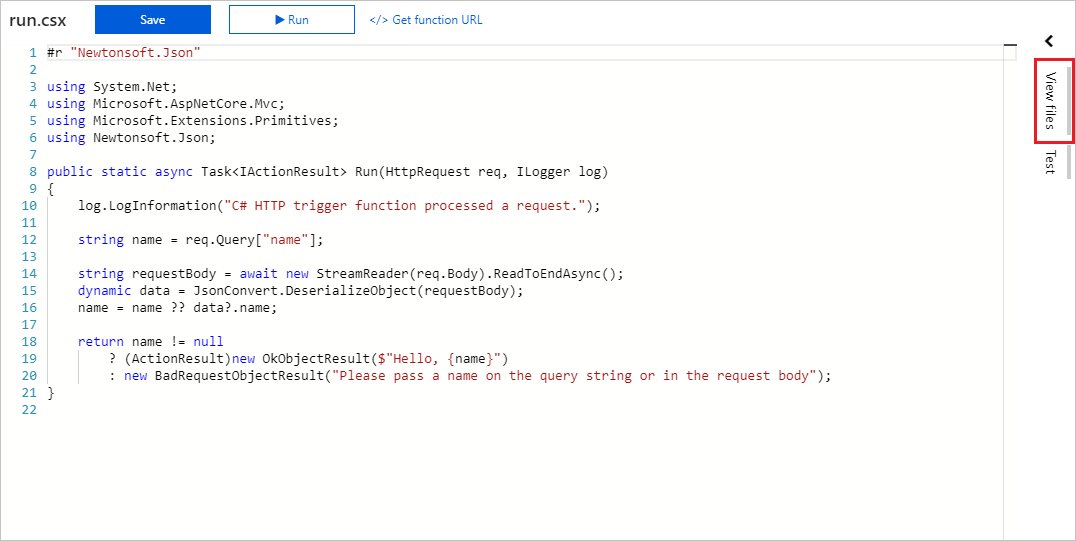 run.csx Save Run </> Get function URL
1 #r "Newtonsoft.Json"
2
3 using System.Net;
4 using Microsoft.AspNetCore.Mvc;
5 using Microsoft.Extensions.Primitives;
6 using Newtonsoft.Json;
7
8 public static async Task<IActionResult> Run(HttpRequest req, ILogger log)
9 {
10     log.LogInformation("C# HTTP trigger function processed a request.");
11
12     string name = req.Query["name"];
13
14     string requestBody = await new StreamReader(req.Body).ReadToEndAsync();
15     dynamic data = JsonConvert.DeserializeObject(requestBody);
16     name = name ?? data?.name;
17
18     return name != null
19         ? (ActionResult)new OkObjectResult($"Hello, {name}")
20         : new BadRequestObjectResult("Please pass a name on the query string or in the request body");
21 }
22
View files
Test